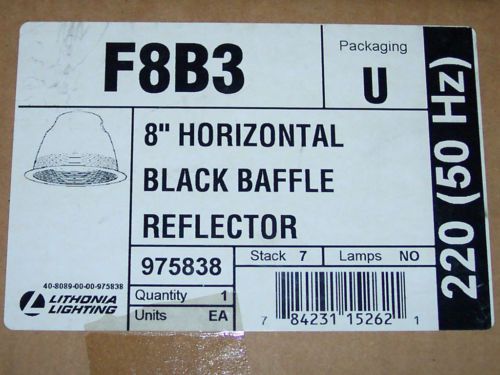 F8B3
Packaging
U
8" HORIZONTAL
BLACK BAFFLE
REFLECTOR
220 (50 Hz)
40-8089-00-00-975838
LITHONIA
LIGHTING
975838
Quantity 1
Units EA
Stack 7
Lamps NO
7 84231 15262 1